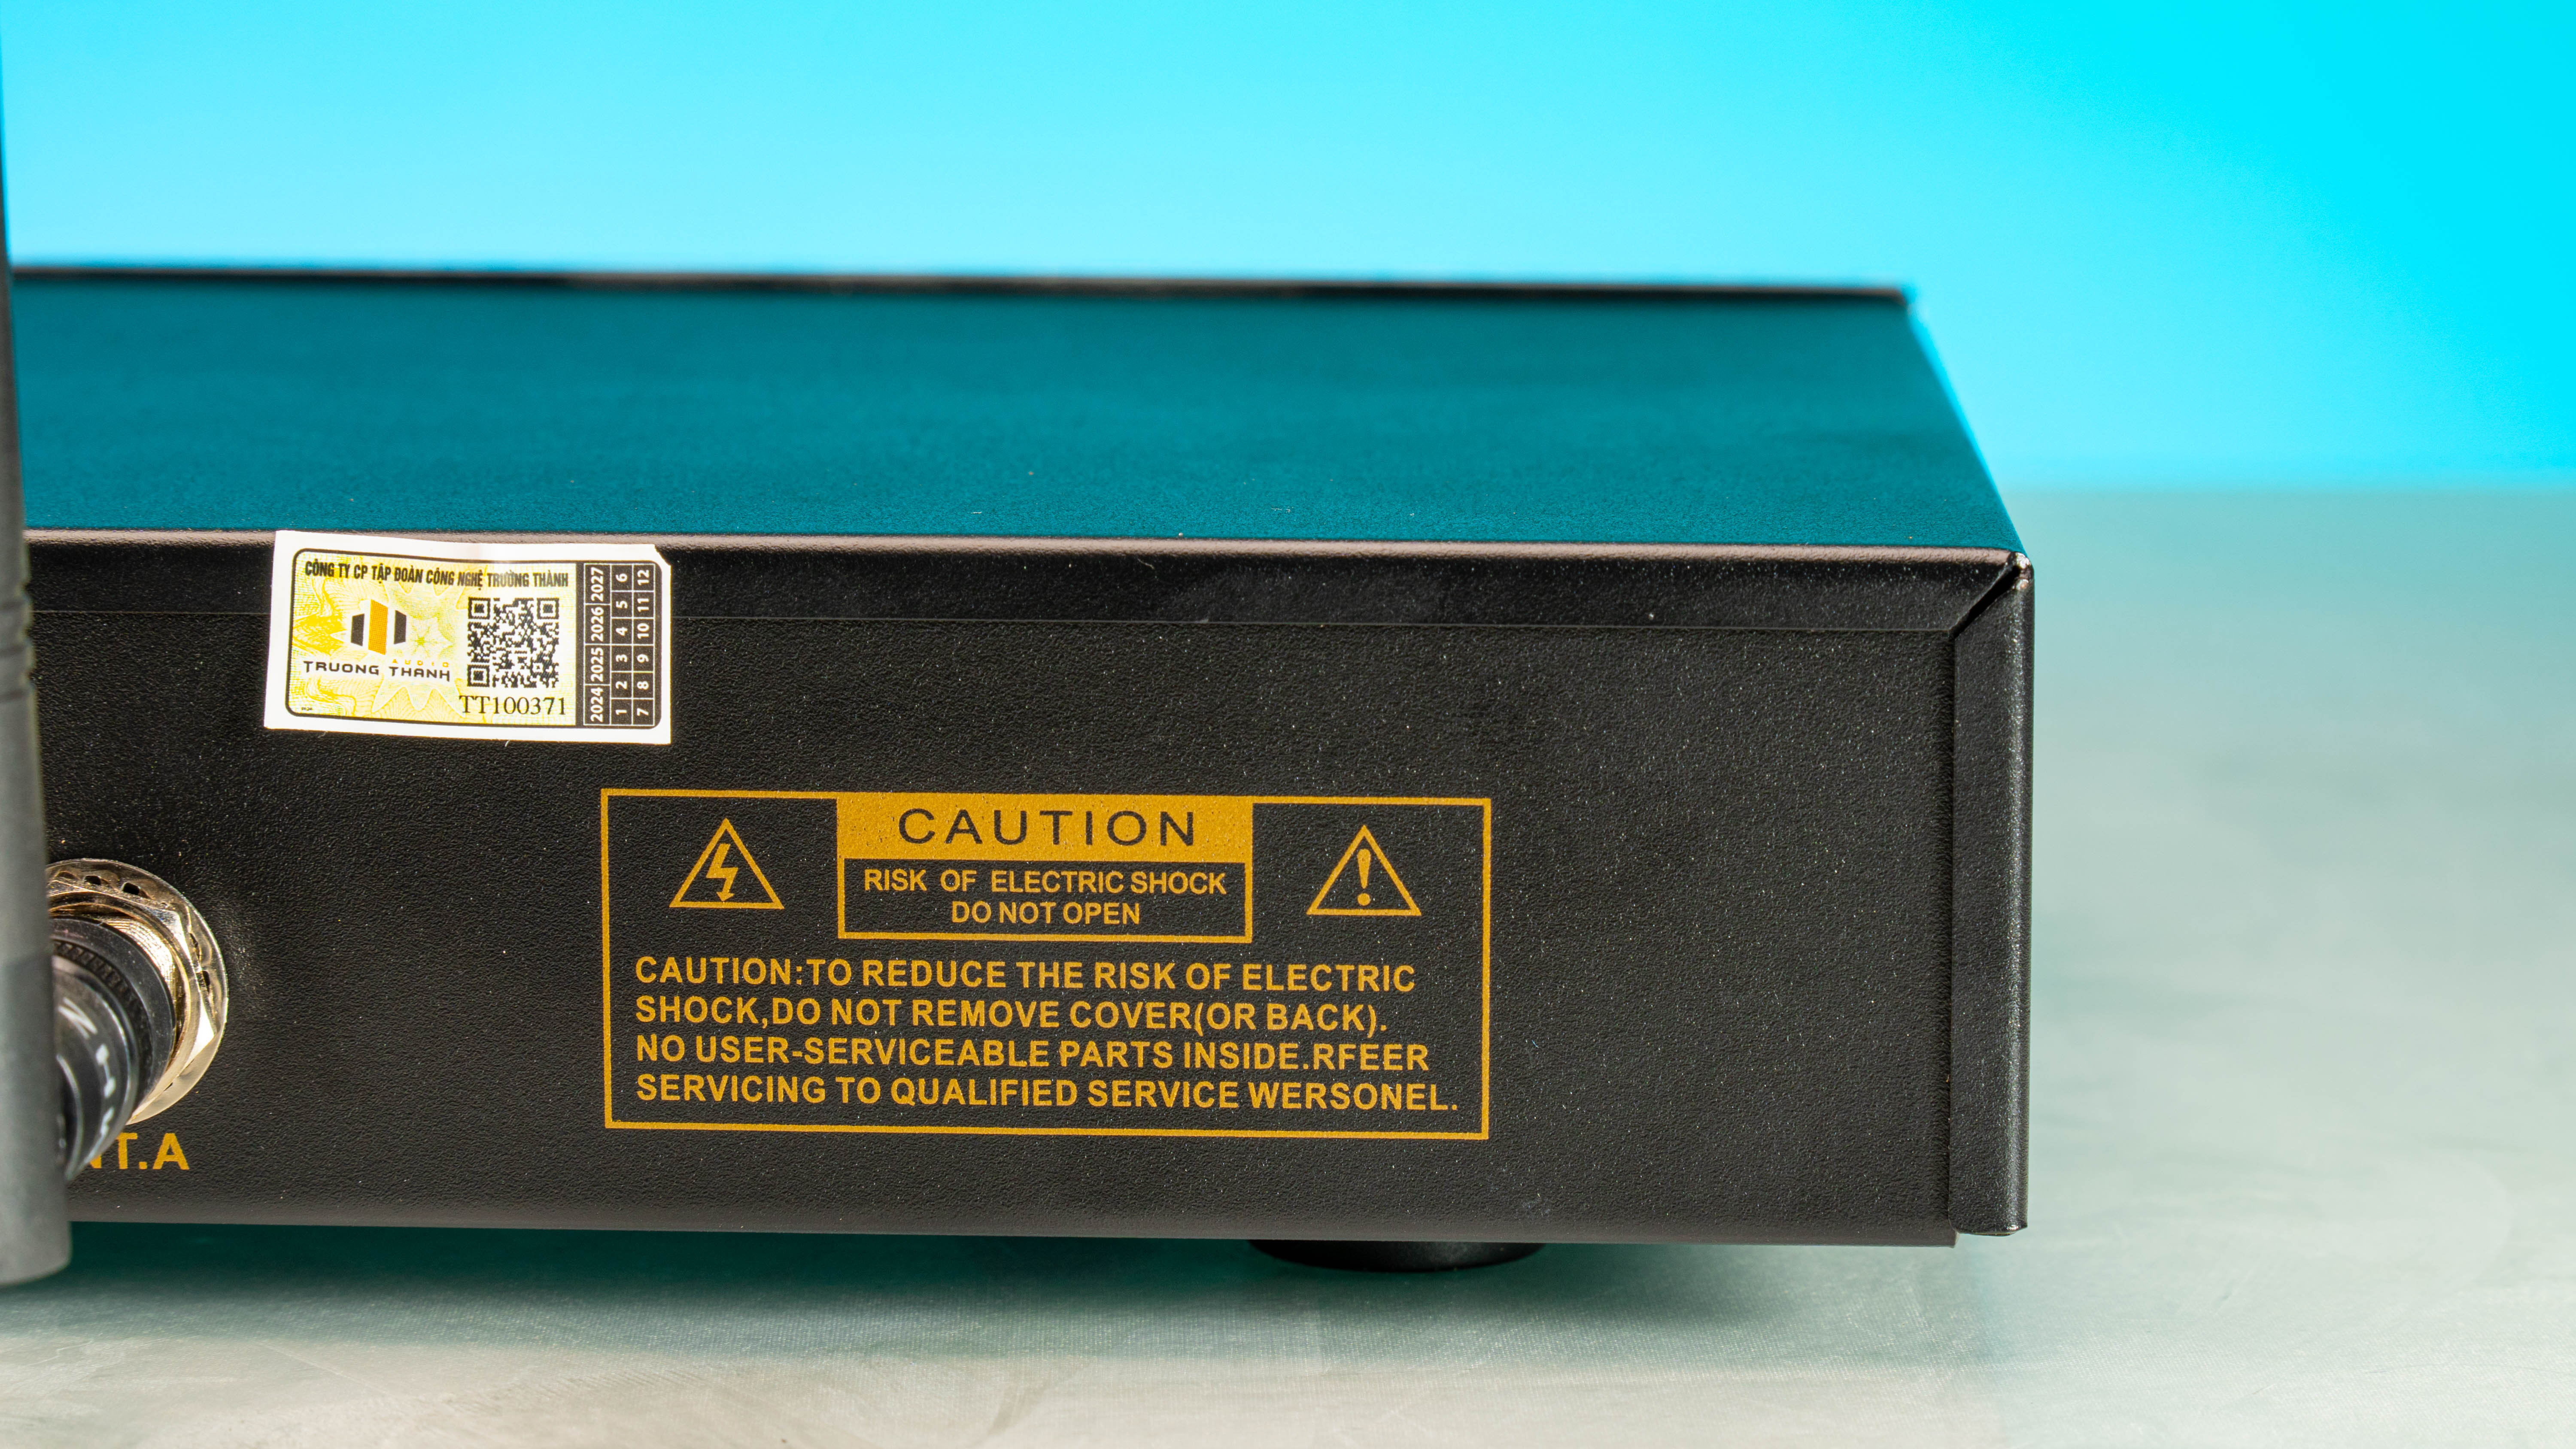 CÔNG TY CP TẬP ĐOÀN CÔNG NGHỆ TRƯỜNG THÀNH
AUDIO
TRUONG THANH
TT100371
2024 2025 2026 2027
1 2 3 4 5 6
7 8 9 10 11 12
CAUTION
RISK OF ELECTRIC SHOCK
DO NOT OPEN
CAUTION:TO REDUCE THE RISK OF ELECTRIC
SHOCK,DO NOT REMOVE COVER(OR BACK).
NO USER-SERVICEABLE PARTS INSIDE.RFEER
SERVICING TO QUALIFIED SERVICE WERSONEL.
T.A